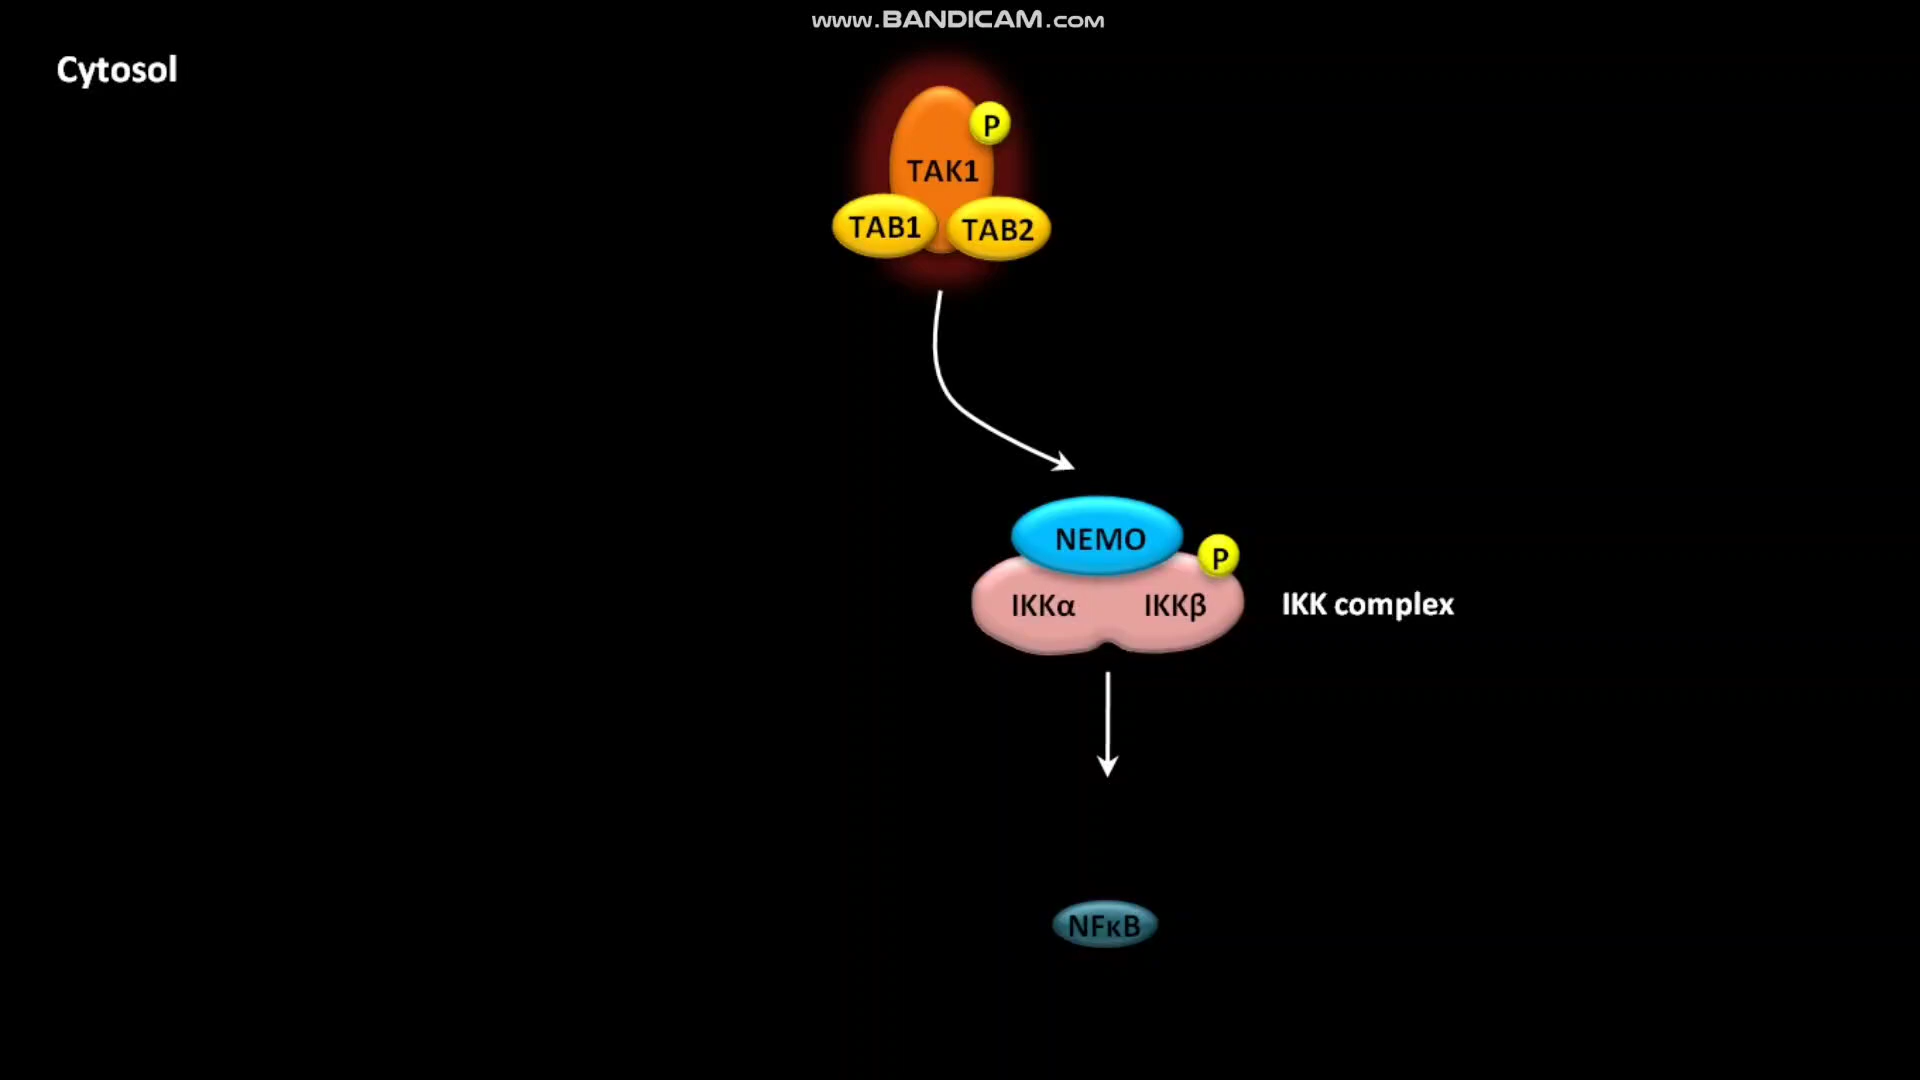 www.BANDICAM.com
Cytosol
P
TAK1
TAB1
TAB2
NEMO
P
IKKα
IKKβ
IKK complex
NFκB